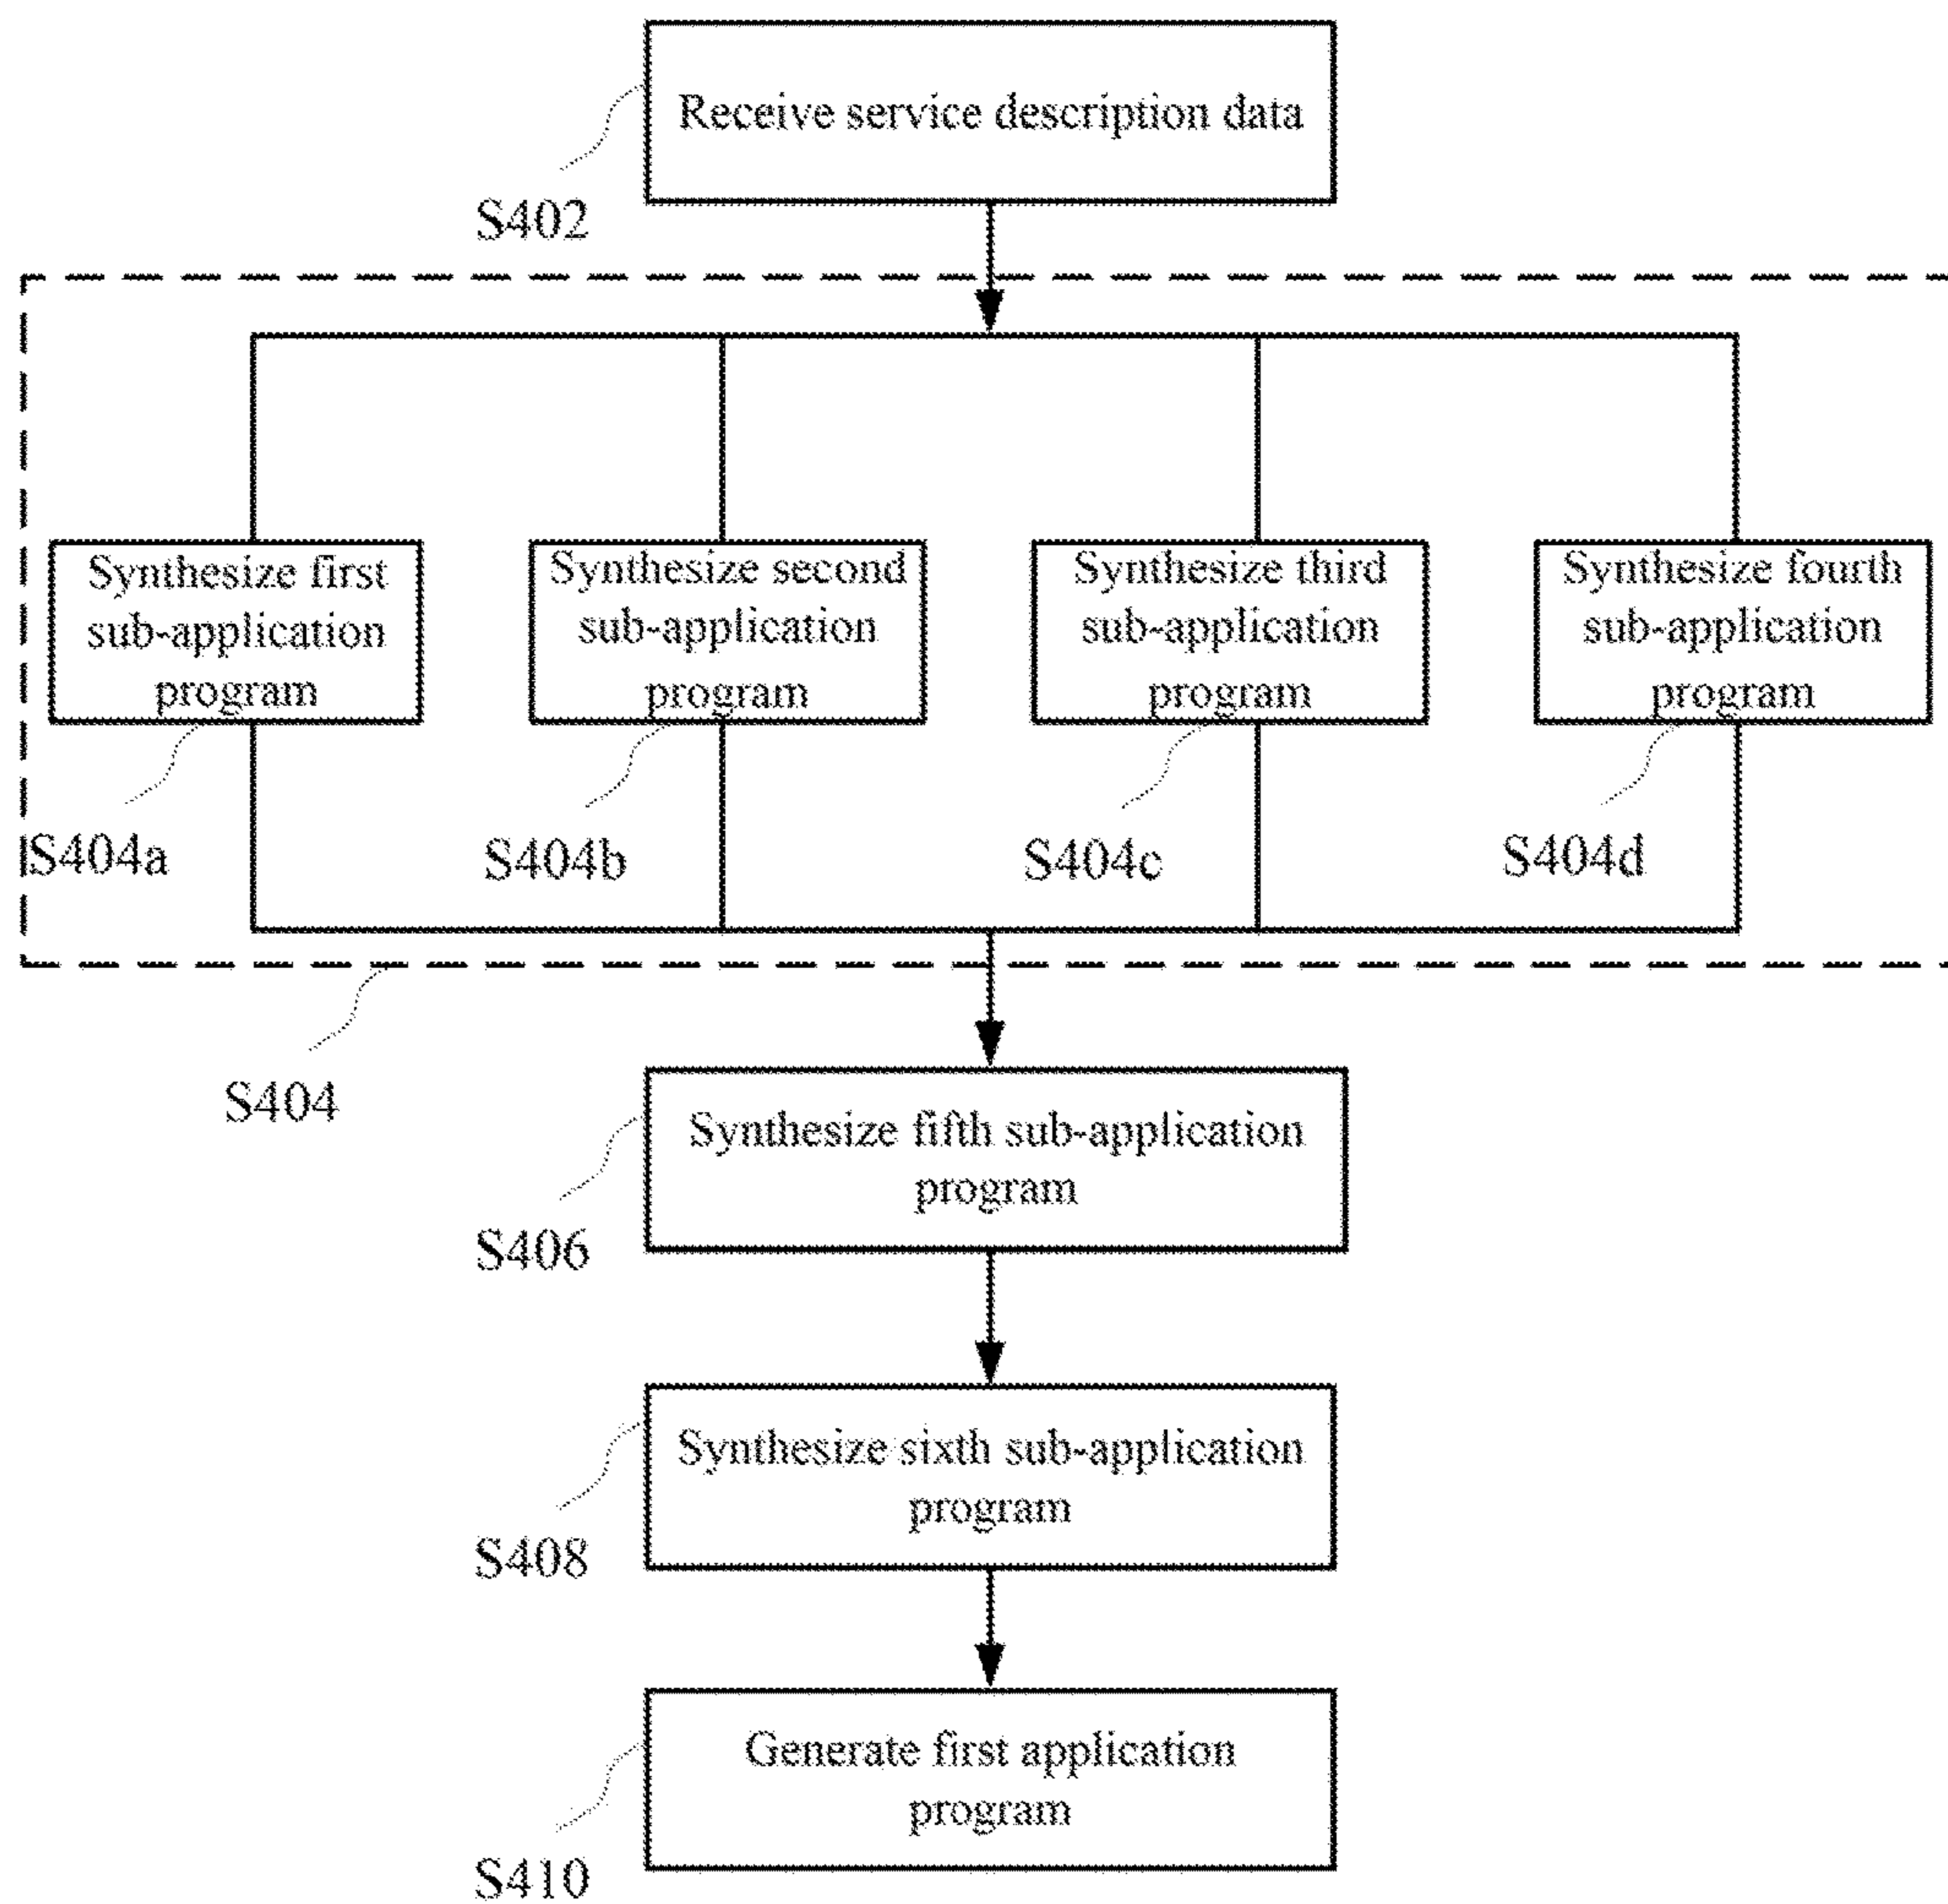 Receive service description data
S402
Synthesize first
sub-application
program
Synthesize second
sub-application
program
Synthesize third
sub-application
program
Synthesize fourth
sub-application
program
S404a
S404b
S404c
S404d
S404
Synthesize fifth sub-application
program
S406
Synthesize sixth sub-application
program
S408
Generate first application
program
S410